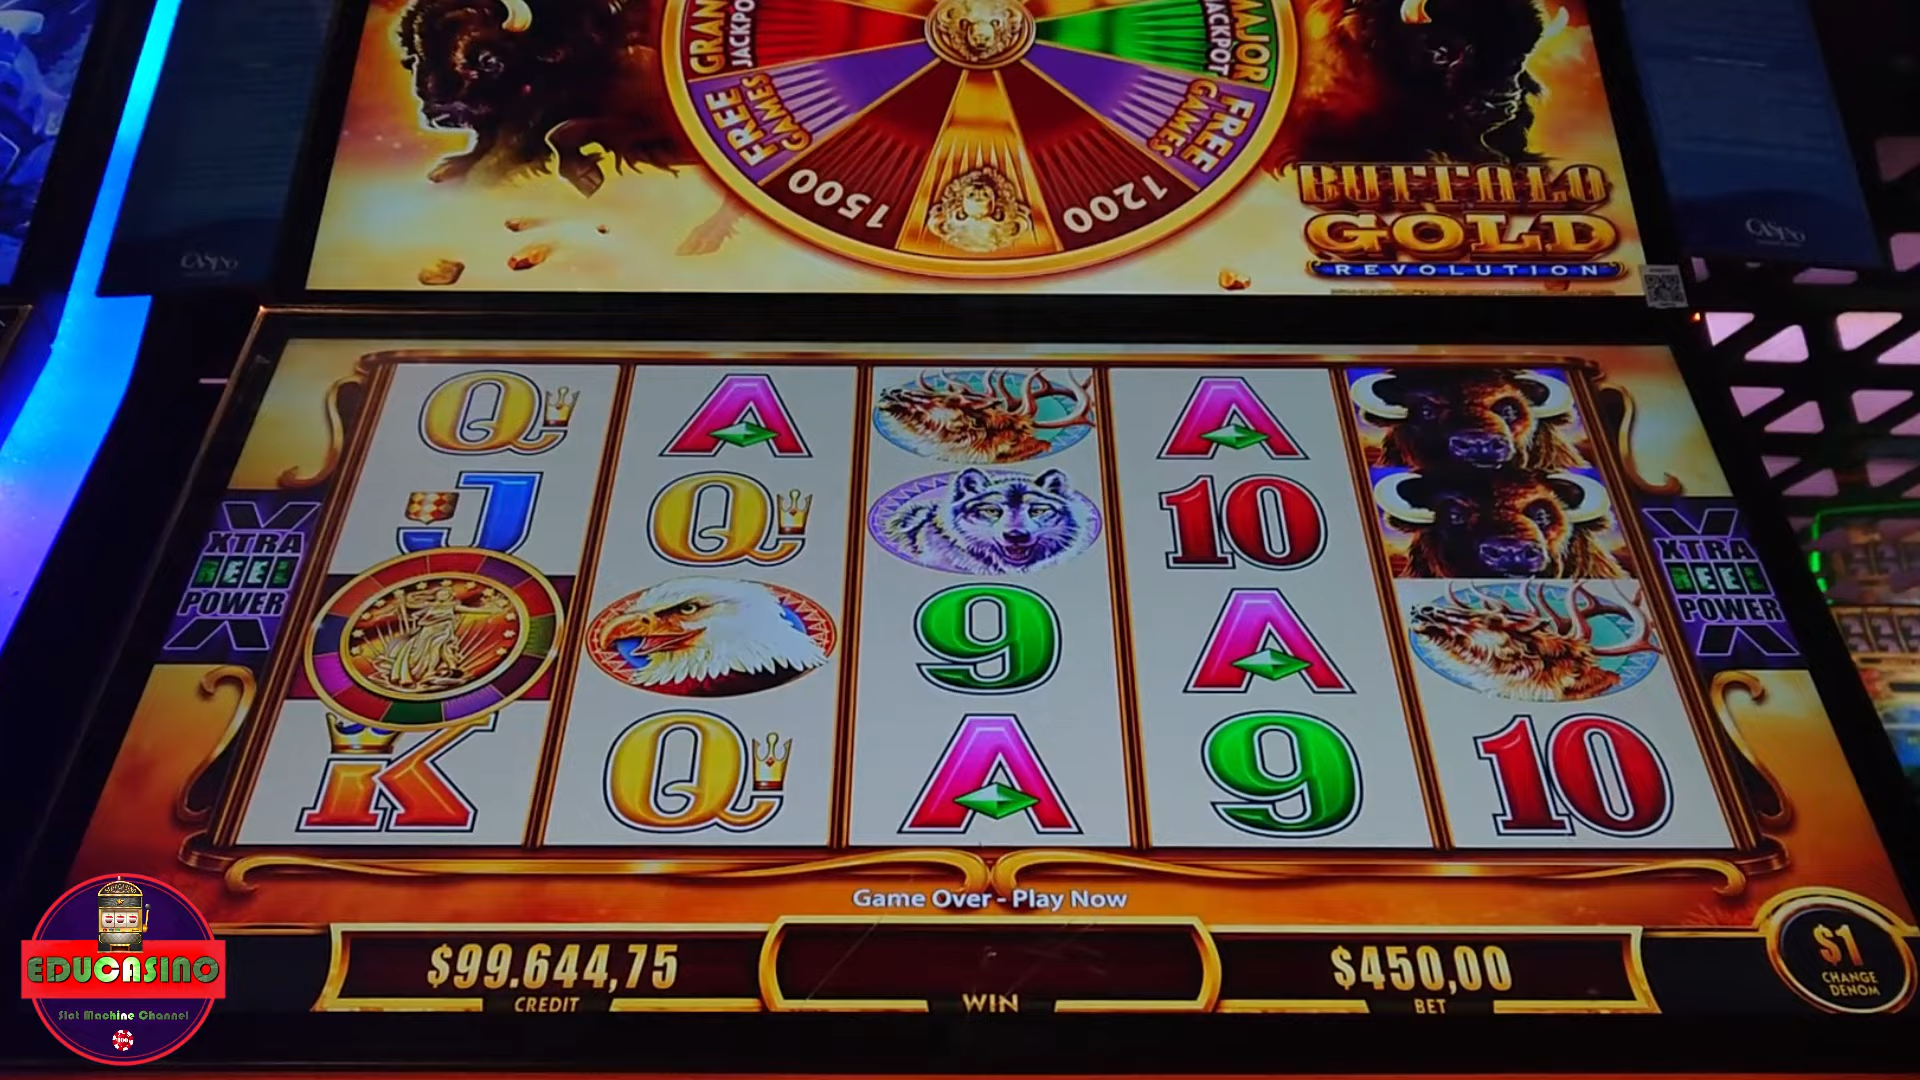 GRAND JACKPOT
MAJOR JACKPOT
FREE GAMES
FREE GAMES
1500
1200
BUFFALO
GOLD
REVOLUTION
CASINO
CASINO
Q A A
J Q 10
9 A
K Q A 9 10
XTRA
REEL
POWER
XTRA
REEL
POWER
Game Over - Play Now
$99.644,75
CREDIT
WIN
$450,00
BET
$1
CHANGE
DENOM
EDUCASINO
Slot Machine Channel